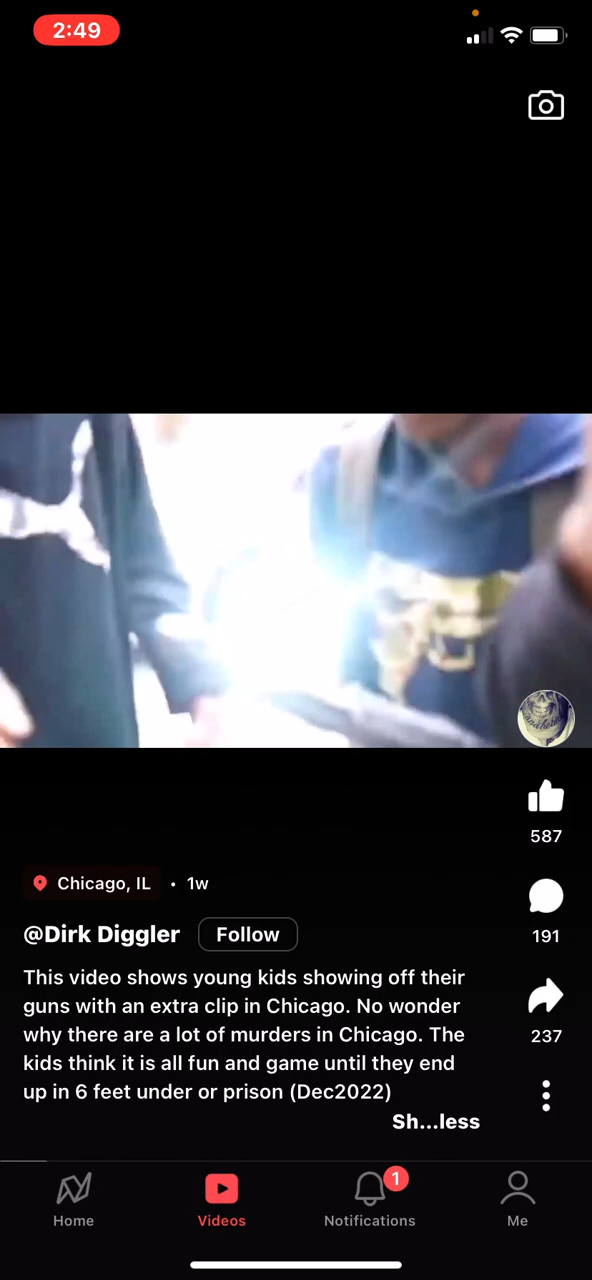 2:49
587
Chicago, IL • 1w
191
@Dirk Diggler Follow
This video shows young kids showing off their
guns with an extra clip in Chicago. No wonder
237
why there are a lot of murders in Chicago. The
kids think it is all fun and game until they end
up in 6 feet under or prison (Dec2022)
Sh...less
1
Home Videos Notifications Me